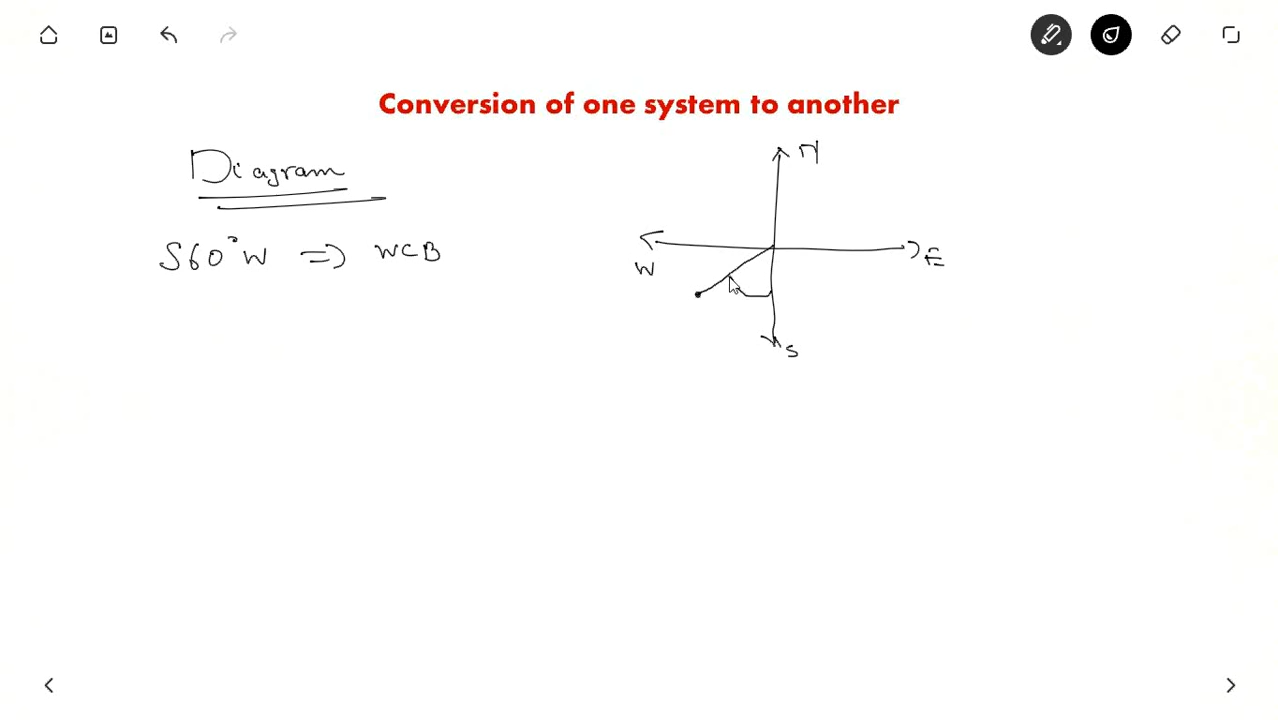 Conversion of one system to another
Diagram
S60°W ⇒ WCB
N
W
E
S